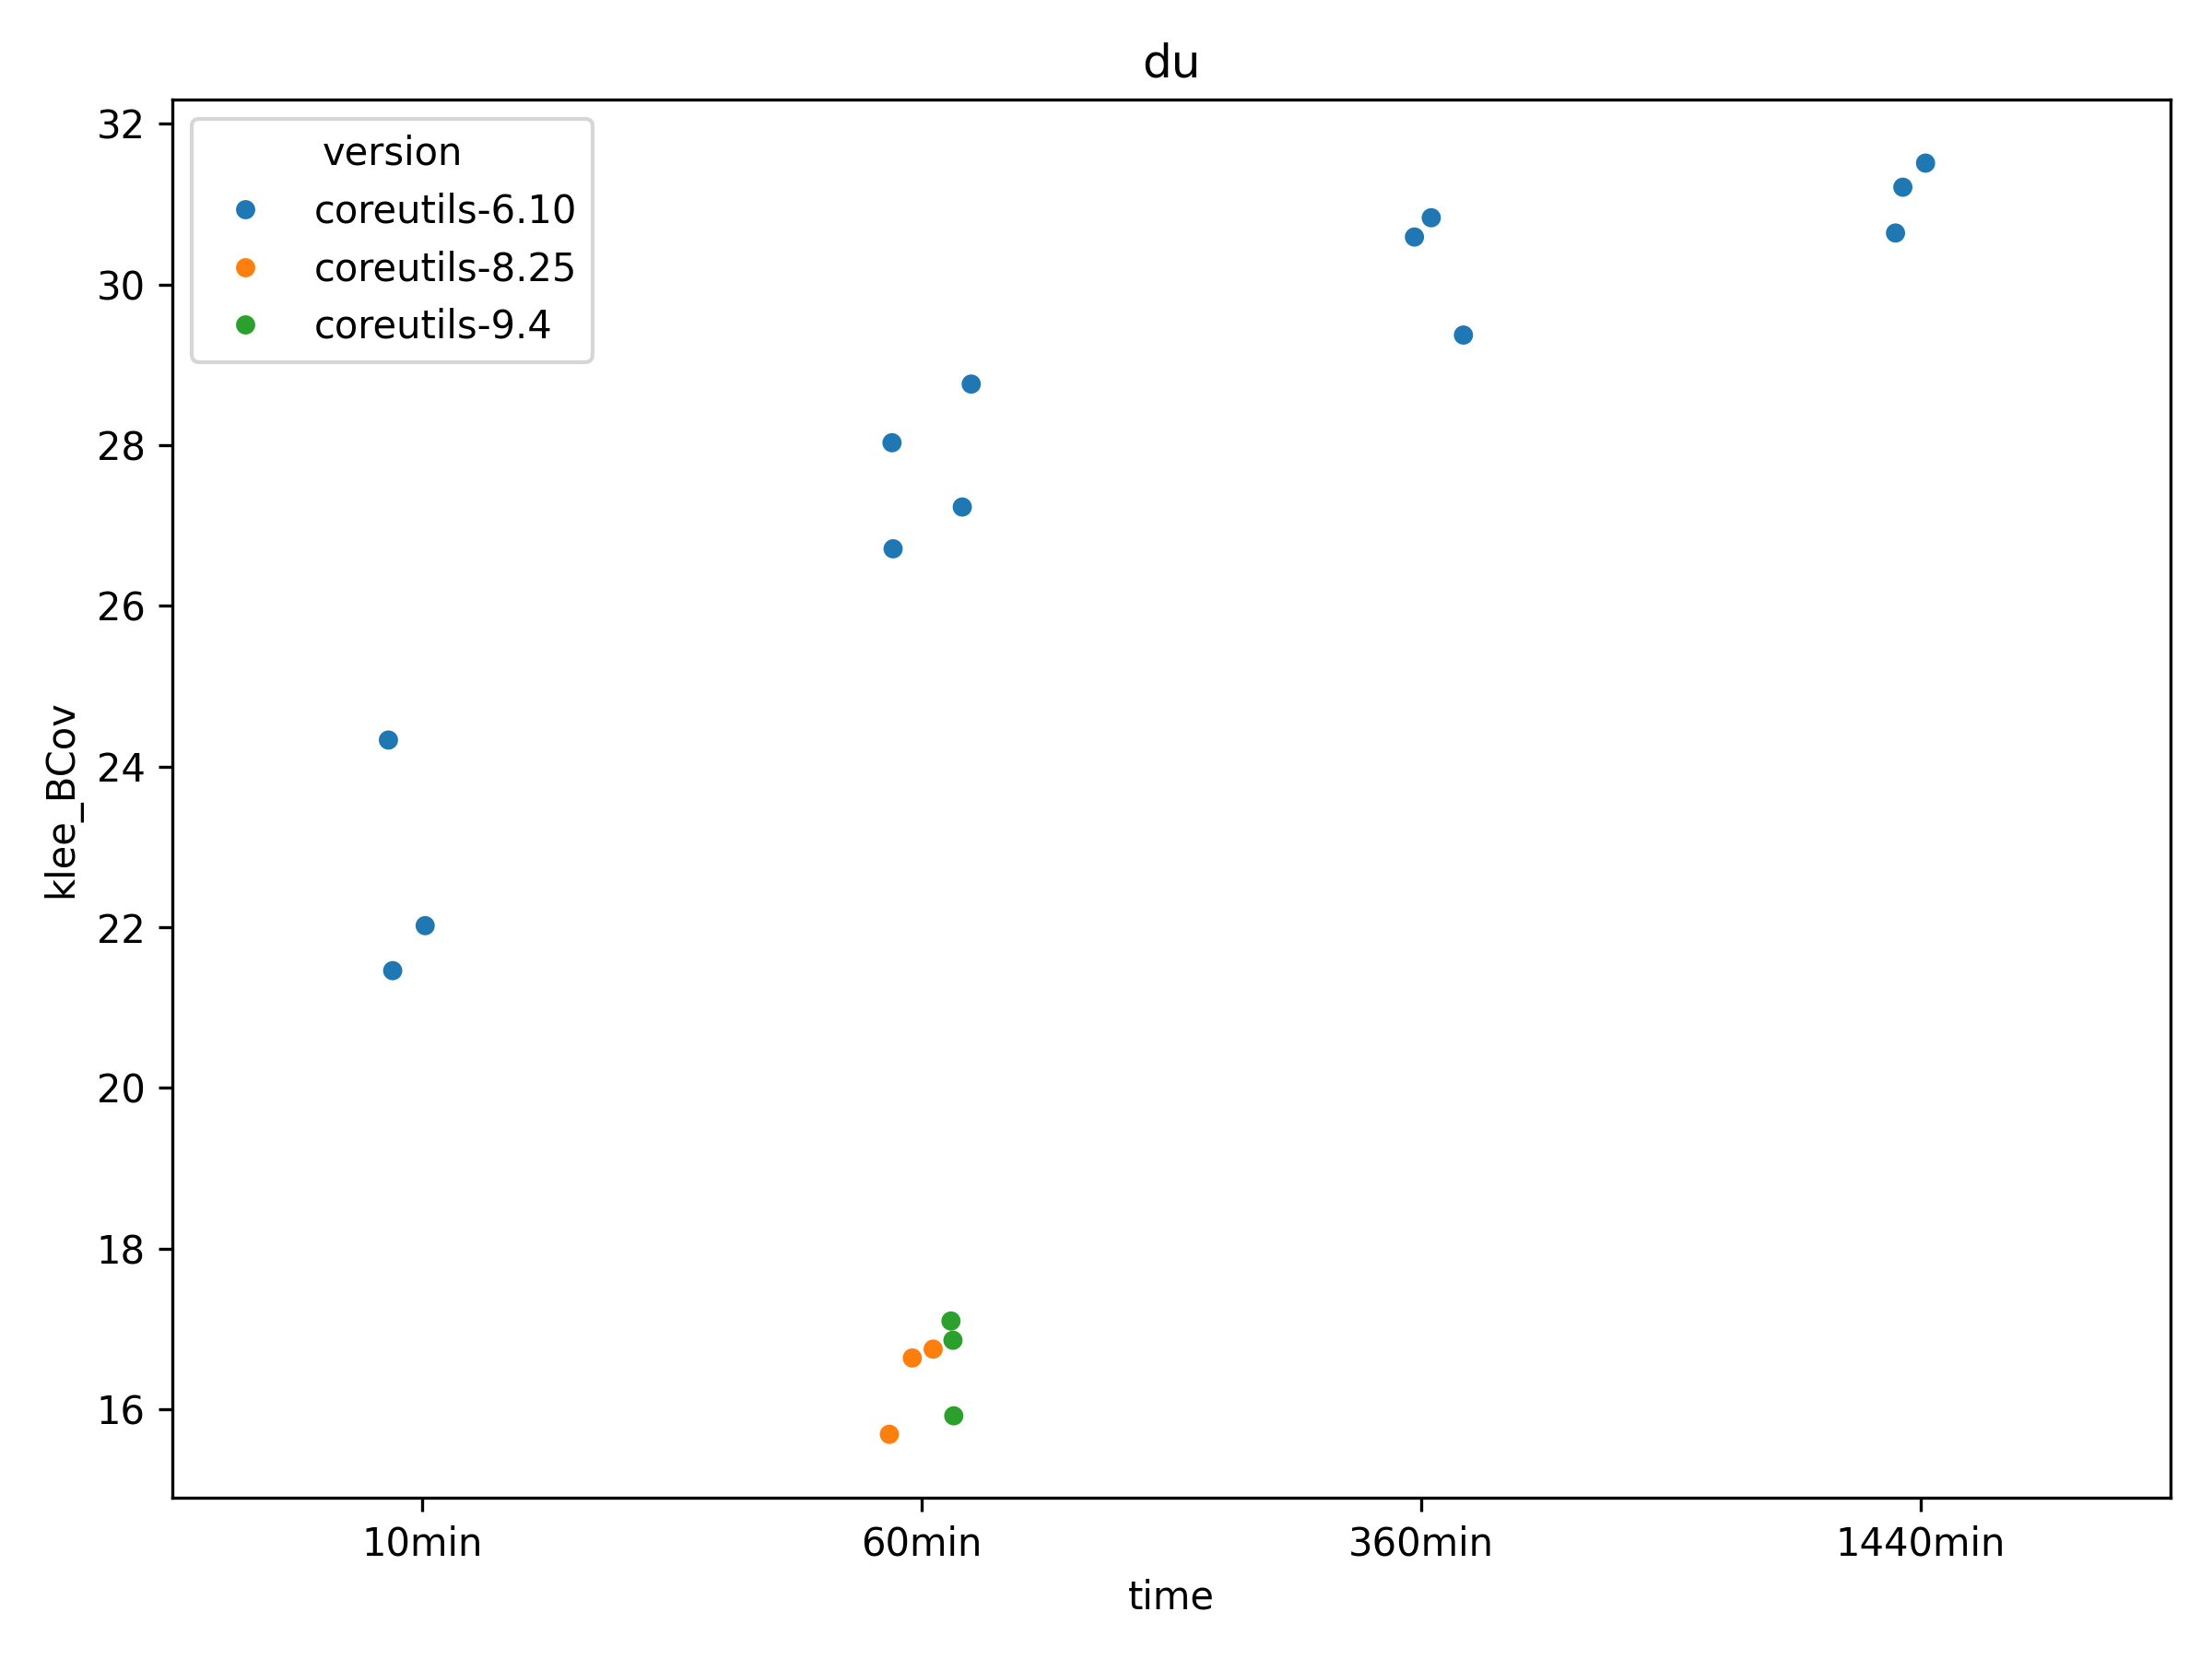 du
version
coreutils-6.10
coreutils-8.25
coreutils-9.4
32
30
28
26
24
22
20
18
16
klee_BCov
10min
60min
360min
1440min
time